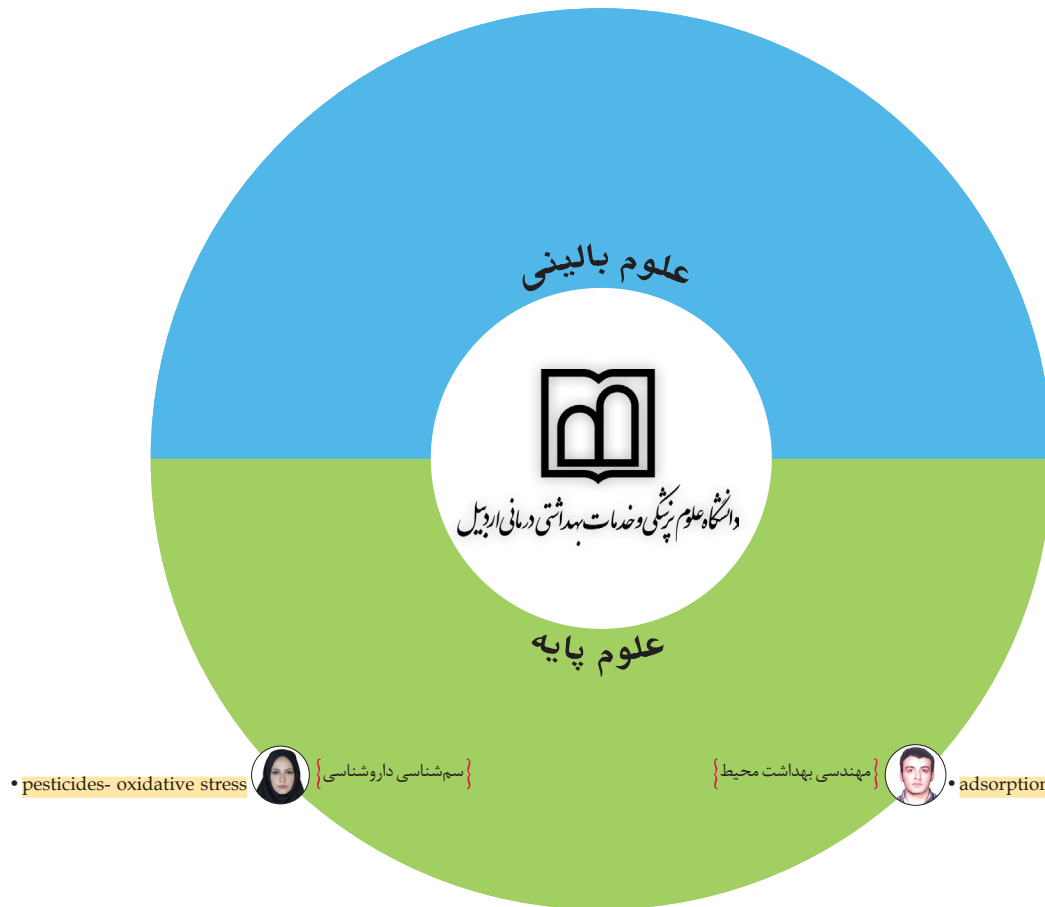 علوم بالینی
دانشگاه علوم پزشکی و خدمات بهداشتی درمانی اردبیل
علوم پایه
{مهندسی بهداشت محیط}
• adsorption
{سم‌شناسی داروشناسی}
• pesticides- oxidative stress